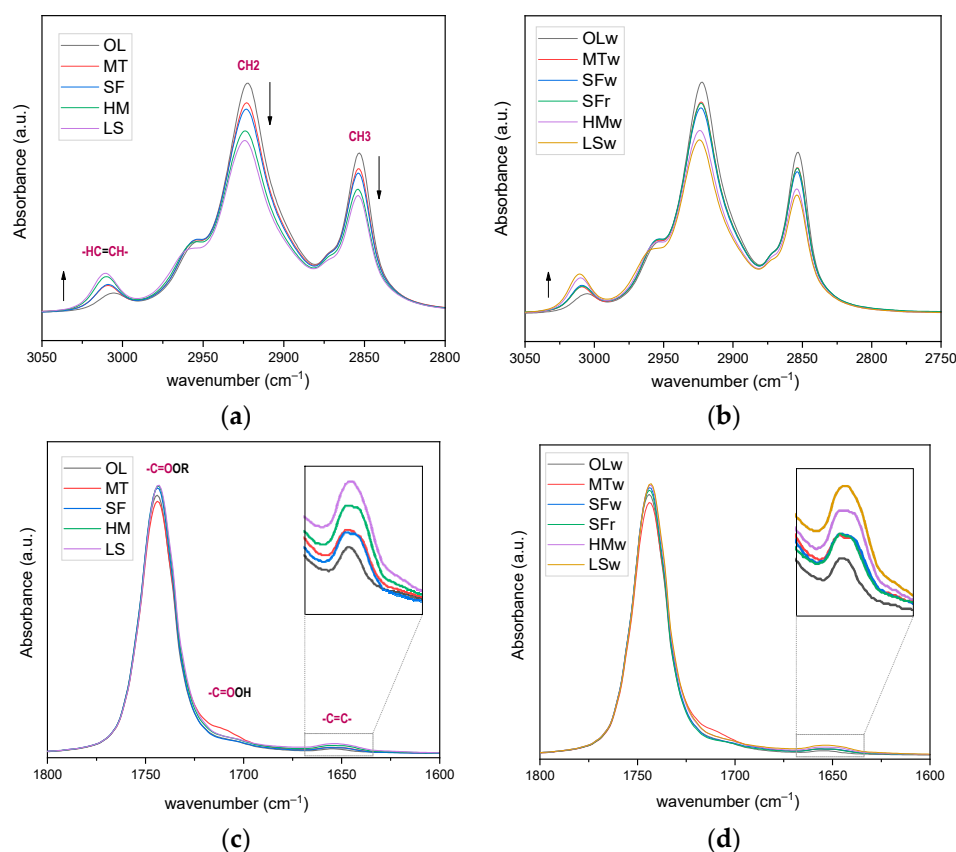 OL
MT
SF
HM
LS
CH2
CH3
-HC=CH-
Absorbance (a.u.)
3050 3000 2950 2900 2850 2800
wavenumber (cm−1)
(a)
OLw
MTw
SFw
SFr
HMw
LSw
Absorbance (a.u.)
3050 3000 2950 2900 2850 2800 2750
wavenumber (cm−1)
(b)
OL
MT
SF
HM
LS
-C=OOR
-C=OOH
-C=C-
Absorbance (a.u.)
1800 1750 1700 1650 1600
wavenumber (cm−1)
(c)
OLw
MTw
SFw
SFr
HMw
LSw
Absorbance (a.u.)
1800 1750 1700 1650 1600
wavenumber (cm−1)
(d)